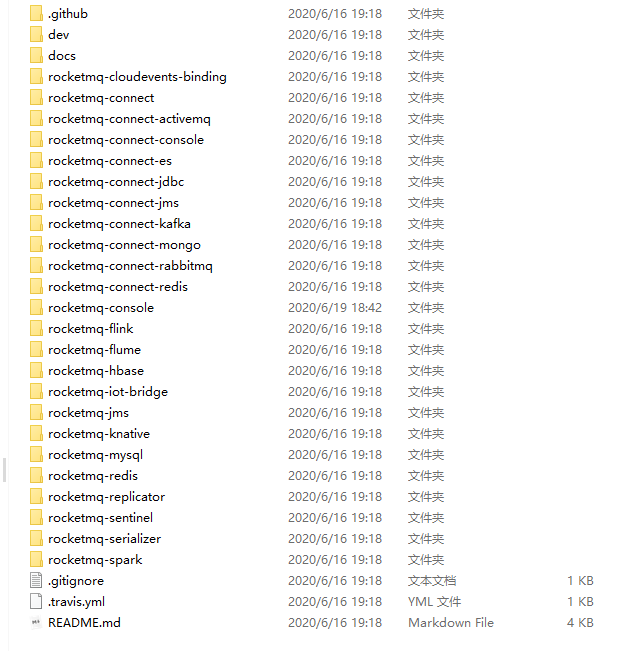 .github 2020/6/16 19:18 文件夹
dev 2020/6/16 19:18 文件夹
docs 2020/6/16 19:18 文件夹
rocketmq-cloudevents-binding 2020/6/16 19:18 文件夹
rocketmq-connect 2020/6/16 19:18 文件夹
rocketmq-connect-activemq 2020/6/16 19:18 文件夹
rocketmq-connect-console 2020/6/16 19:18 文件夹
rocketmq-connect-es 2020/6/16 19:18 文件夹
rocketmq-connect-jdbc 2020/6/16 19:18 文件夹
rocketmq-connect-jms 2020/6/16 19:18 文件夹
rocketmq-connect-kafka 2020/6/16 19:18 文件夹
rocketmq-connect-mongo 2020/6/16 19:18 文件夹
rocketmq-connect-rabbitmq 2020/6/16 19:18 文件夹
rocketmq-connect-redis 2020/6/16 19:18 文件夹
rocketmq-console 2020/6/19 18:42 文件夹
rocketmq-flink 2020/6/16 19:18 文件夹
rocketmq-flume 2020/6/16 19:18 文件夹
rocketmq-hbase 2020/6/16 19:18 文件夹
rocketmq-iot-bridge 2020/6/16 19:18 文件夹
rocketmq-jms 2020/6/16 19:18 文件夹
rocketmq-knative 2020/6/16 19:18 文件夹
rocketmq-mysql 2020/6/16 19:18 文件夹
rocketmq-redis 2020/6/16 19:18 文件夹
rocketmq-replicator 2020/6/16 19:18 文件夹
rocketmq-sentinel 2020/6/16 19:18 文件夹
rocketmq-serializer 2020/6/16 19:18 文件夹
rocketmq-spark 2020/6/16 19:18 文件夹
.gitignore 2020/6/16 19:18 文本文档 1 KB
.travis.yml 2020/6/16 19:18 YML 文件 1 KB
README.md 2020/6/16 19:18 Markdown File 4 KB